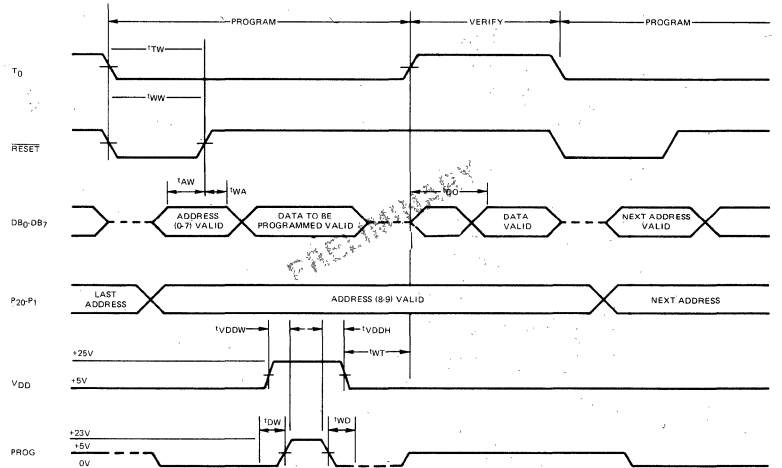 PROGRAM VERIFY PROGRAM
tTW
T0
tWW
RESET
tAW tWA tDO
DB0-DB7 ADDRESS (0-7) VALID DATA TO BE PROGRAMMED VALID DATA VALID NEXT ADDRESS VALID
PRELIMINARY
P20-P1 LAST ADDRESS ADDRESS (8-9) VALID NEXT ADDRESS
tVDDW tVDDH
+25V tWT
VDD +5V
tDW tWD
+23V
PROG +5V
0V